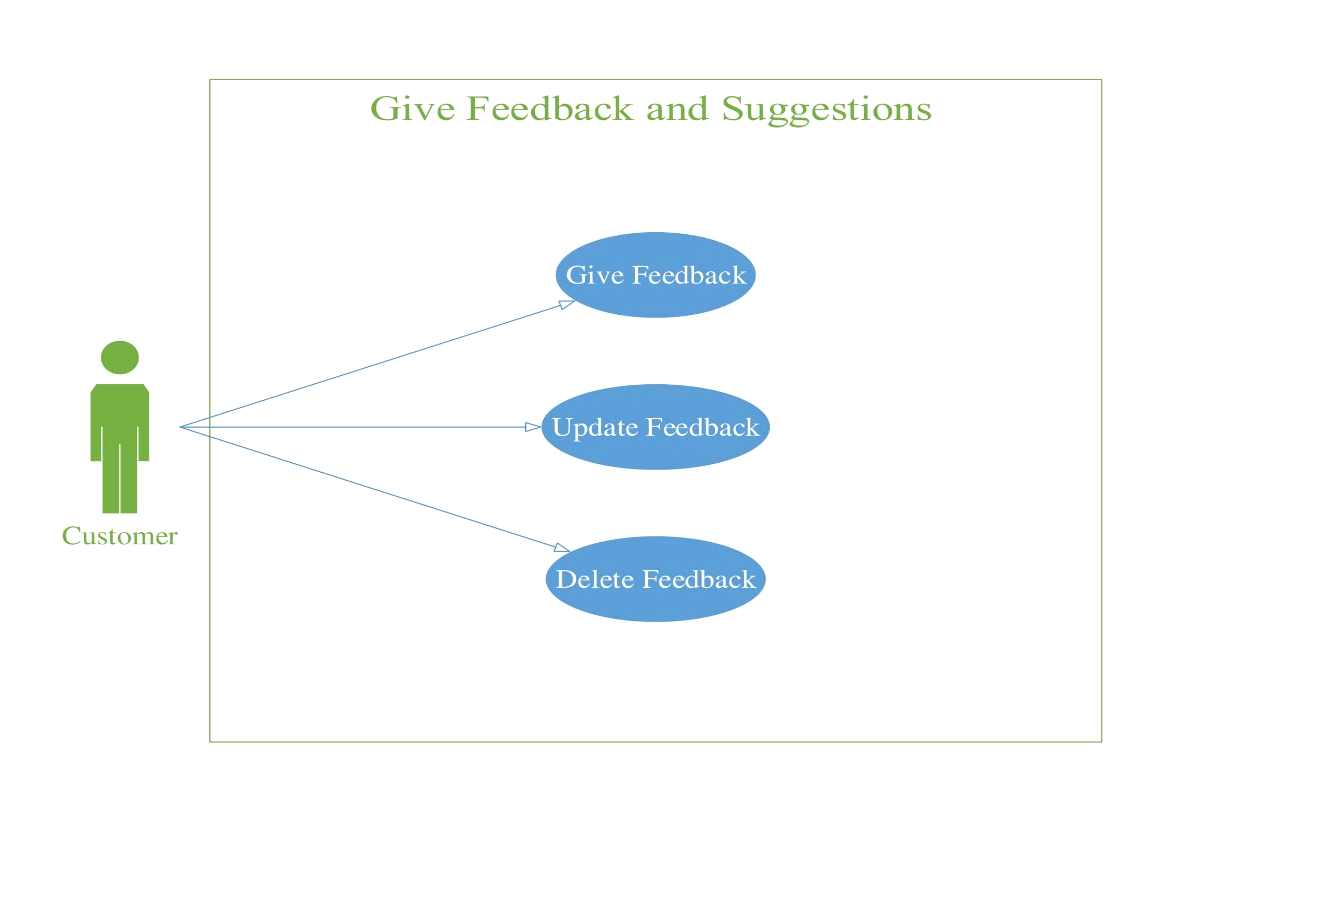 Give Feedback and Suggestions
Give Feedback
Update Feedback
Customer
Delete Feedback